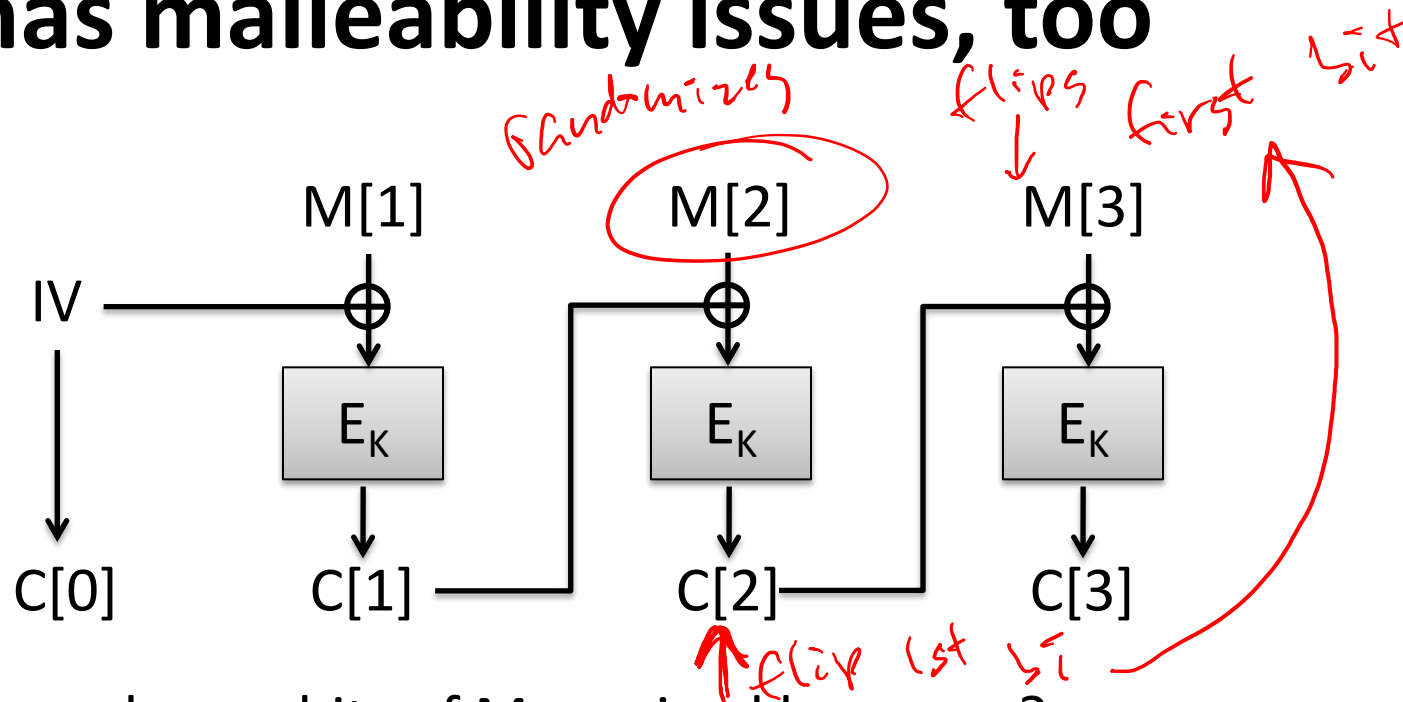 has malleability issues, too
randomizes
flips first bit
M[1] M[2] M[3]
IV
E_K E_K E_K
C[0] C[1] C[2] C[3]
flip 1st bi